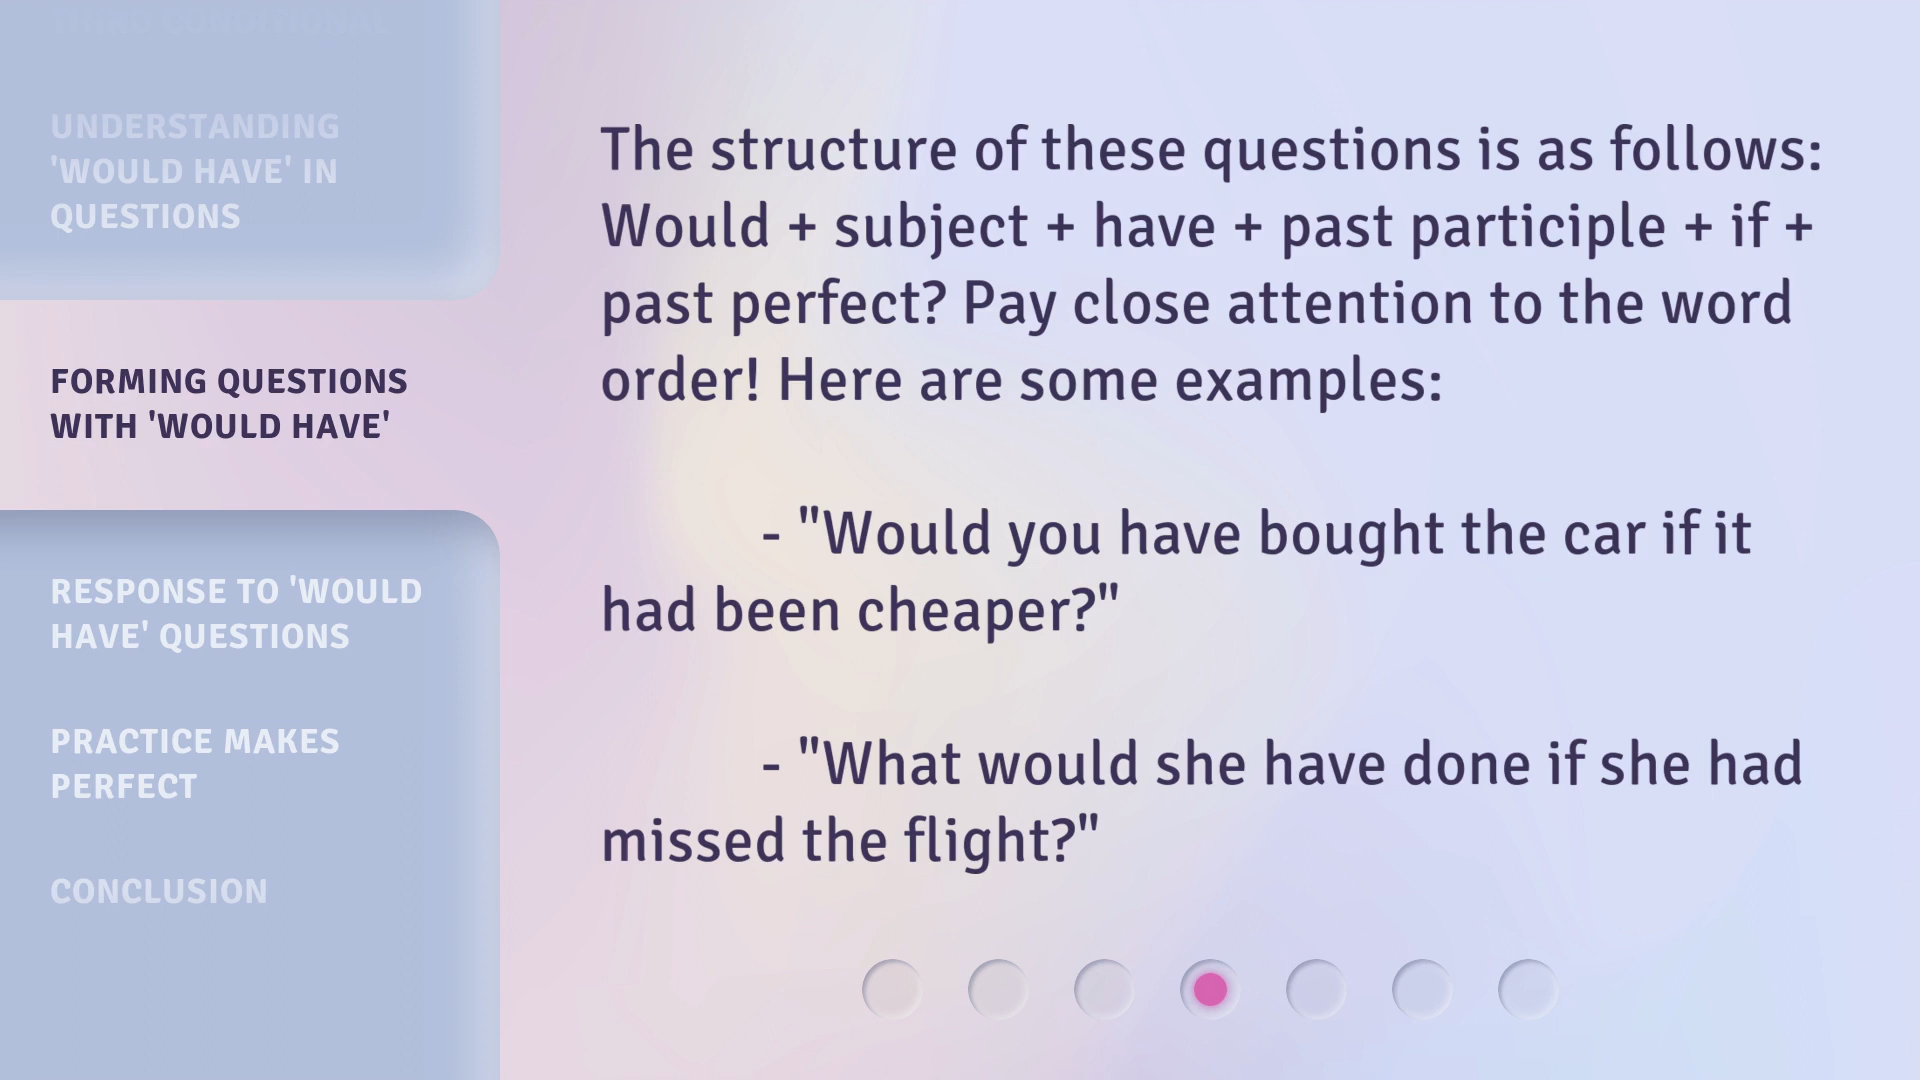 THIRD CONDITIONAL
UNDERSTANDING
'WOULD HAVE' IN
QUESTIONS
FORMING QUESTIONS
WITH 'WOULD HAVE'
RESPONSE TO 'WOULD
HAVE' QUESTIONS
PRACTICE MAKES
PERFECT
CONCLUSION
The structure of these questions is as follows:
Would + subject + have + past participle + if +
past perfect? Pay close attention to the word
order! Here are some examples:
- "Would you have bought the car if it
had been cheaper?"
- "What would she have done if she had
missed the flight?"